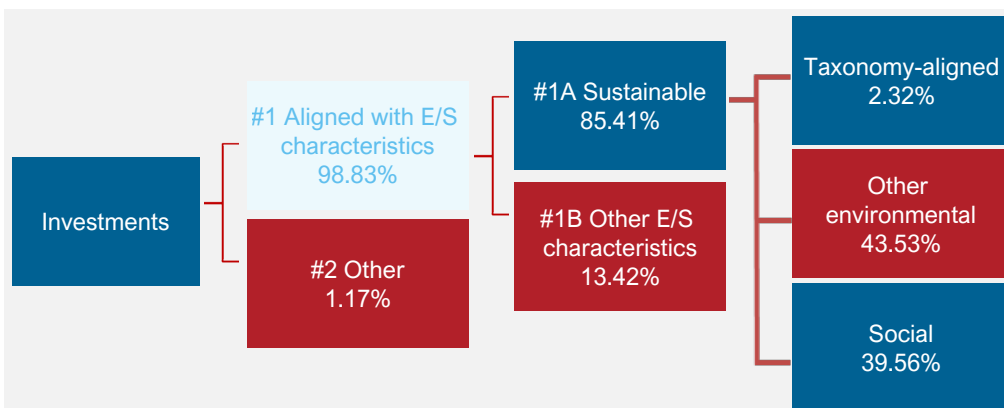 Investments
#1 Aligned with E/S
characteristics
98.83%
#2 Other
1.17%
#1A Sustainable
85.41%
#1B Other E/S
characteristics
13.42%
Taxonomy-aligned
2.32%
Other
environmental
43.53%
Social
39.56%